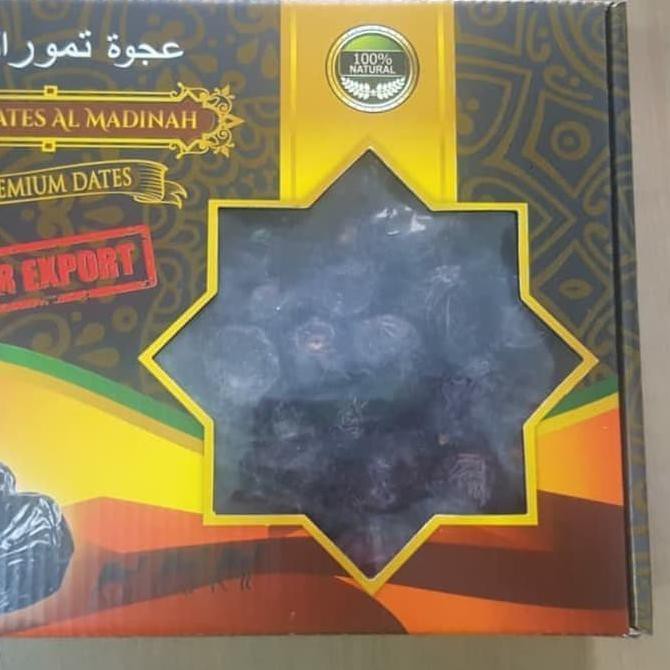 عجوة تمور
100%
NATURAL
ATES AL MADINAH
EMIUM DATES
R EXPORT